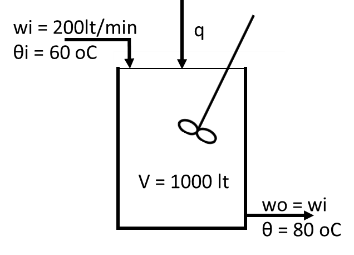 wi = 200lt/min
θi = 60 oC
q
V = 1000 lt
wo = wi
θ = 80 oC